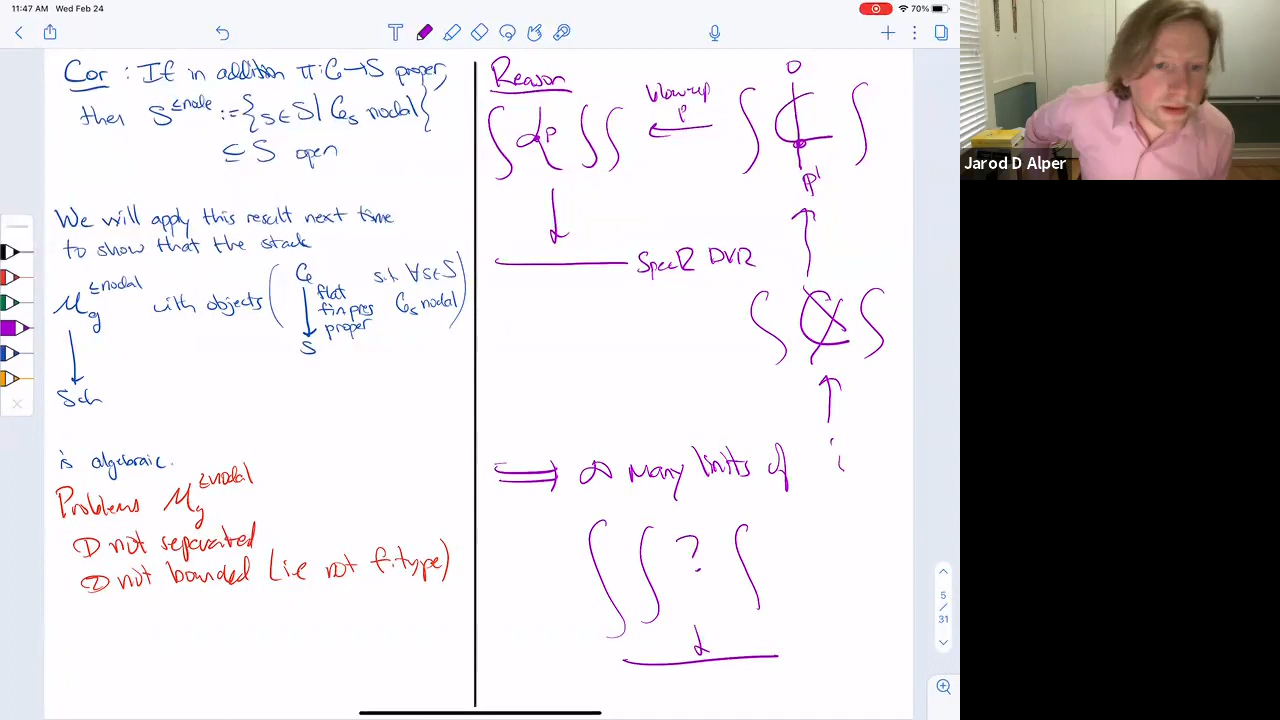 11:47 AM Wed Feb 24
70%
Cor : If in addition π: C→S proper,
then S^{≤node} := {s∈S | C_s nodal}
⊆ S open
We will apply this result next time
to show that the stack
M_g^{≤nodal} with objects ( C s.t. ∀s∈S
flat
fin pres C_s nodal )
proper
S
Sch
is algebraic.
Problems M_g^{≤nodal}
① not separated
② not bounded (i.e. not f. type)
Reason
p
blow-up
p
0
P¹
Spec R DVR
⇒ ∞ many limits of
?
5
/
31
Jarod D Alper